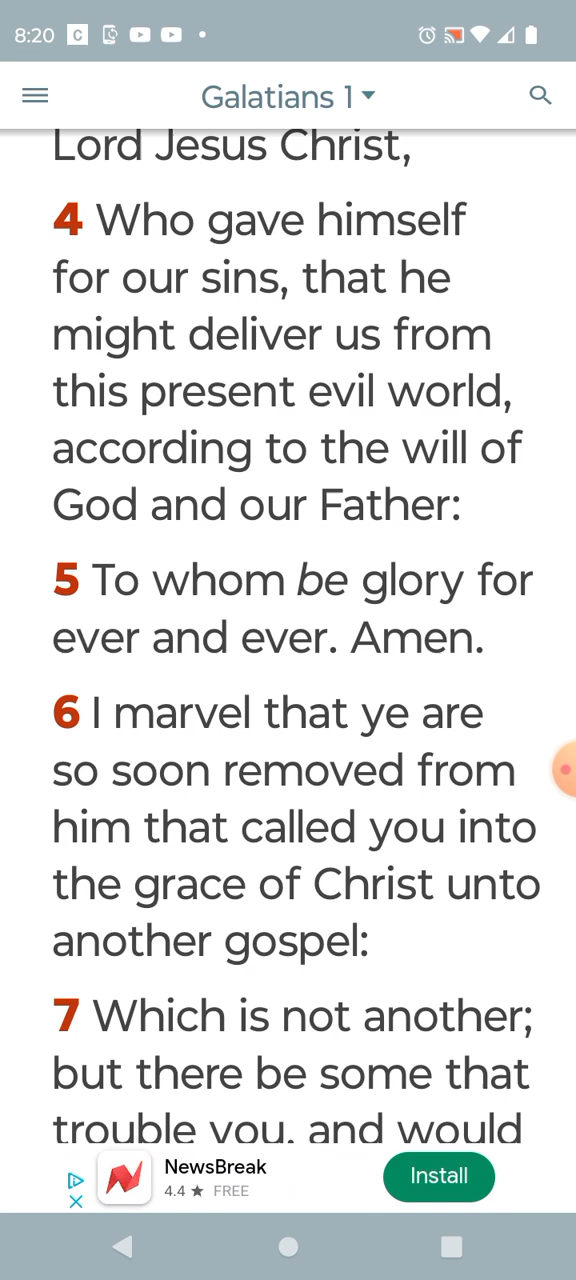 8:20
Galatians 1
Lord Jesus Christ,
4 Who gave himself
for our sins, that he
might deliver us from
this present evil world,
according to the will of
God and our Father:
5 To whom be glory for
ever and ever. Amen.
6 I marvel that ye are
so soon removed from
him that called you into
the grace of Christ unto
another gospel:
7 Which is not another;
but there be some that
trouble you, and would
NewsBreak
4.4 ★ FREE
Install